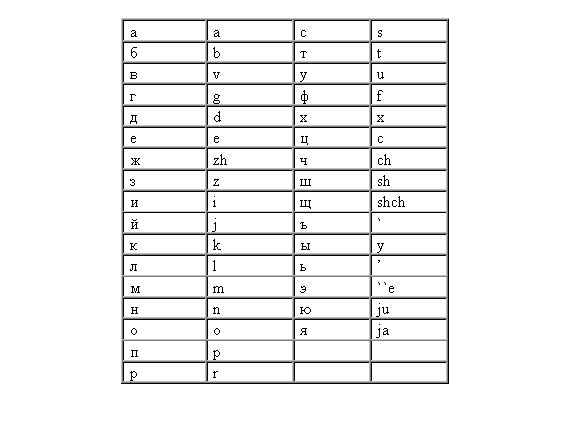 а a с s
б b т t
в v у u
г g ф f
д d х x
е e ц c
ж zh ч ch
з z ш sh
и i щ shch
й j ъ `
к k ы y
л l ь ’
м m э ``e
н n ю ju
о o я ja
п p
р r